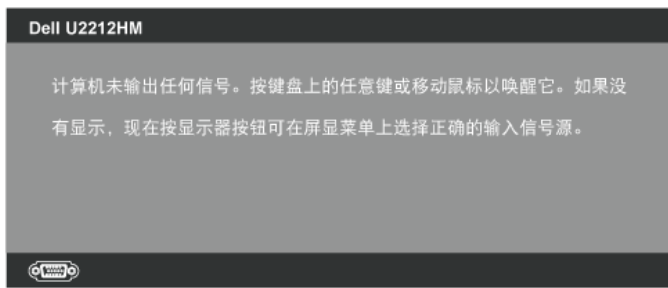 Dell U2212HM
计算机未输出任何信号。按键盘上的任意键或移动鼠标以唤醒它。如果没
有显示，现在按显示器按钮可在屏显菜单上选择正确的输入信号源。